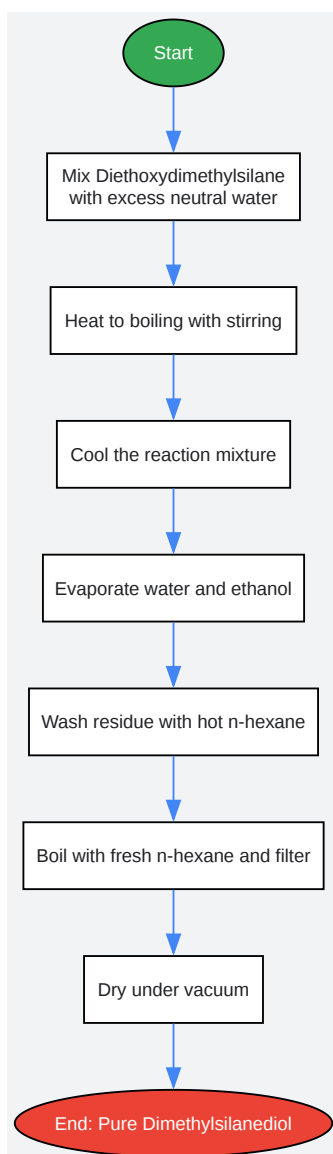 Start
Mix Diethoxydimethylsilane
with excess neutral water
Heat to boiling with stirring
Cool the reaction mixture
Evaporate water and ethanol
Wash residue with hot n-hexane
Boil with fresh n-hexane and filter
Dry under vacuum
End: Pure Dimethylsilanediol